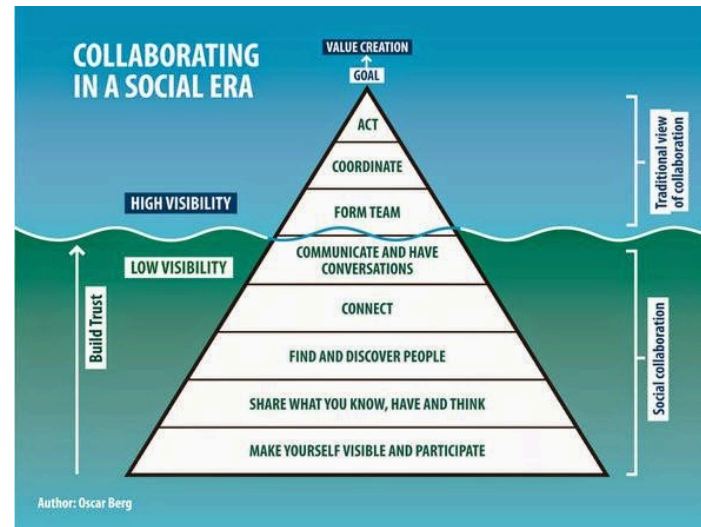 COLLABORATING
IN A SOCIAL ERA
VALUE CREATION
GOAL
ACT
COORDINATE
FORM TEAM
HIGH VISIBILITY
Traditional view
of collaboration
LOW VISIBILITY
COMMUNICATE AND HAVE
CONVERSATIONS
CONNECT
FIND AND DISCOVER PEOPLE
SHARE WHAT YOU KNOW, HAVE AND THINK
MAKE YOURSELF VISIBLE AND PARTICIPATE
Build Trust
Social collaboration
Author: Oscar Berg